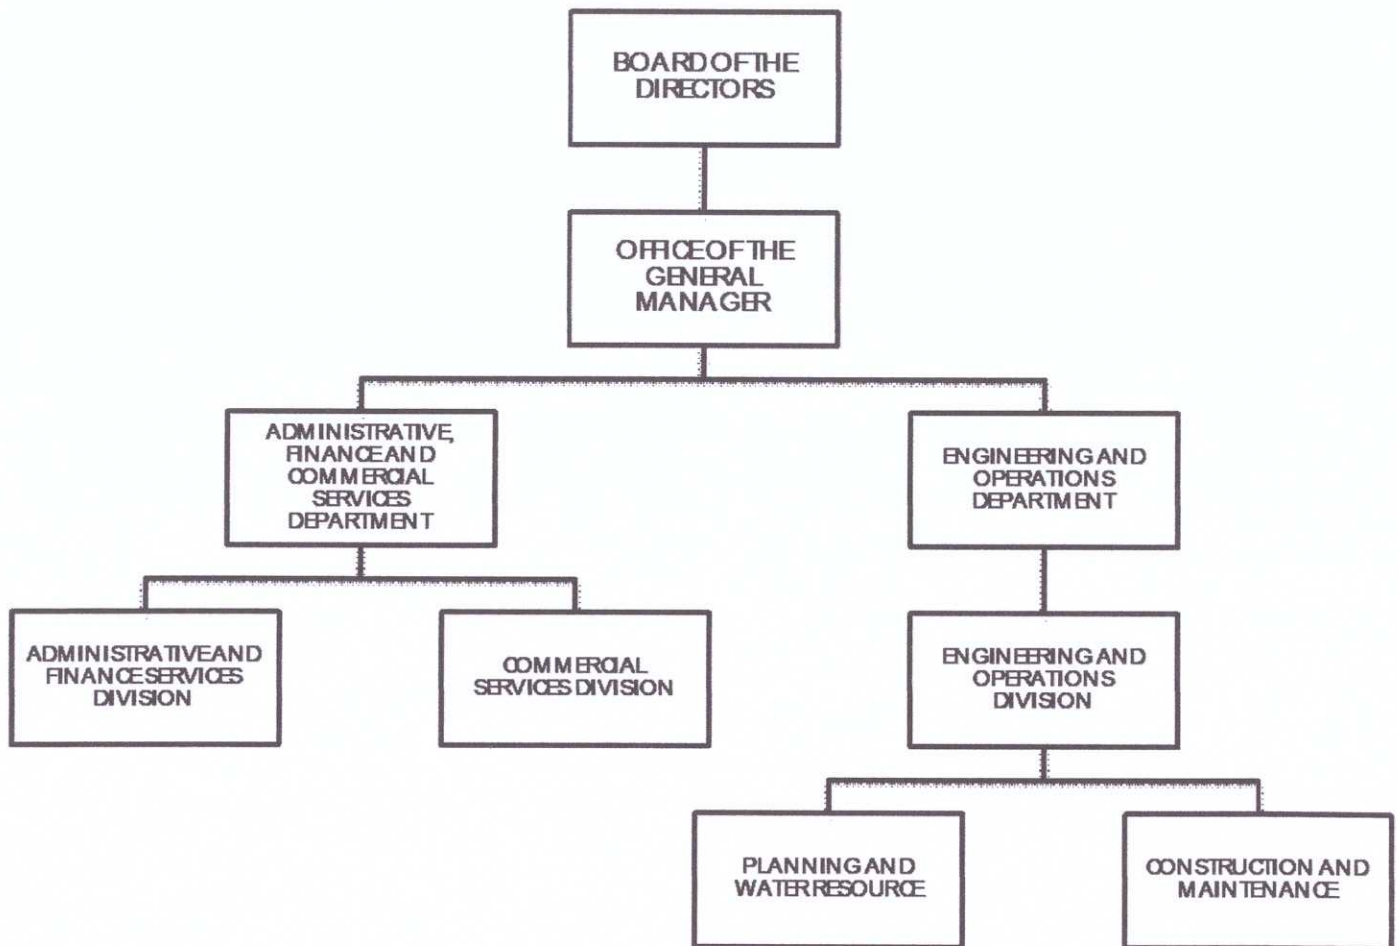 BOARD OF THE
DIRECTORS
OFFICE OF THE
GENERAL
MANAGER
ADMINISTRATIVE,
FINANCE AND
COMMERCIAL
SERVICES
DEPARTMENT
ENGINEERING AND
OPERATIONS
DEPARTMENT
ADMINISTRATIVE AND
FINANCE SERVICES
DIVISION
COMMERCIAL
SERVICES DIVISION
ENGINEERING AND
OPERATIONS
DIVISION
PLANNING AND
WATER RESOURCE
CONSTRUCTION AND
MAINTENANCE